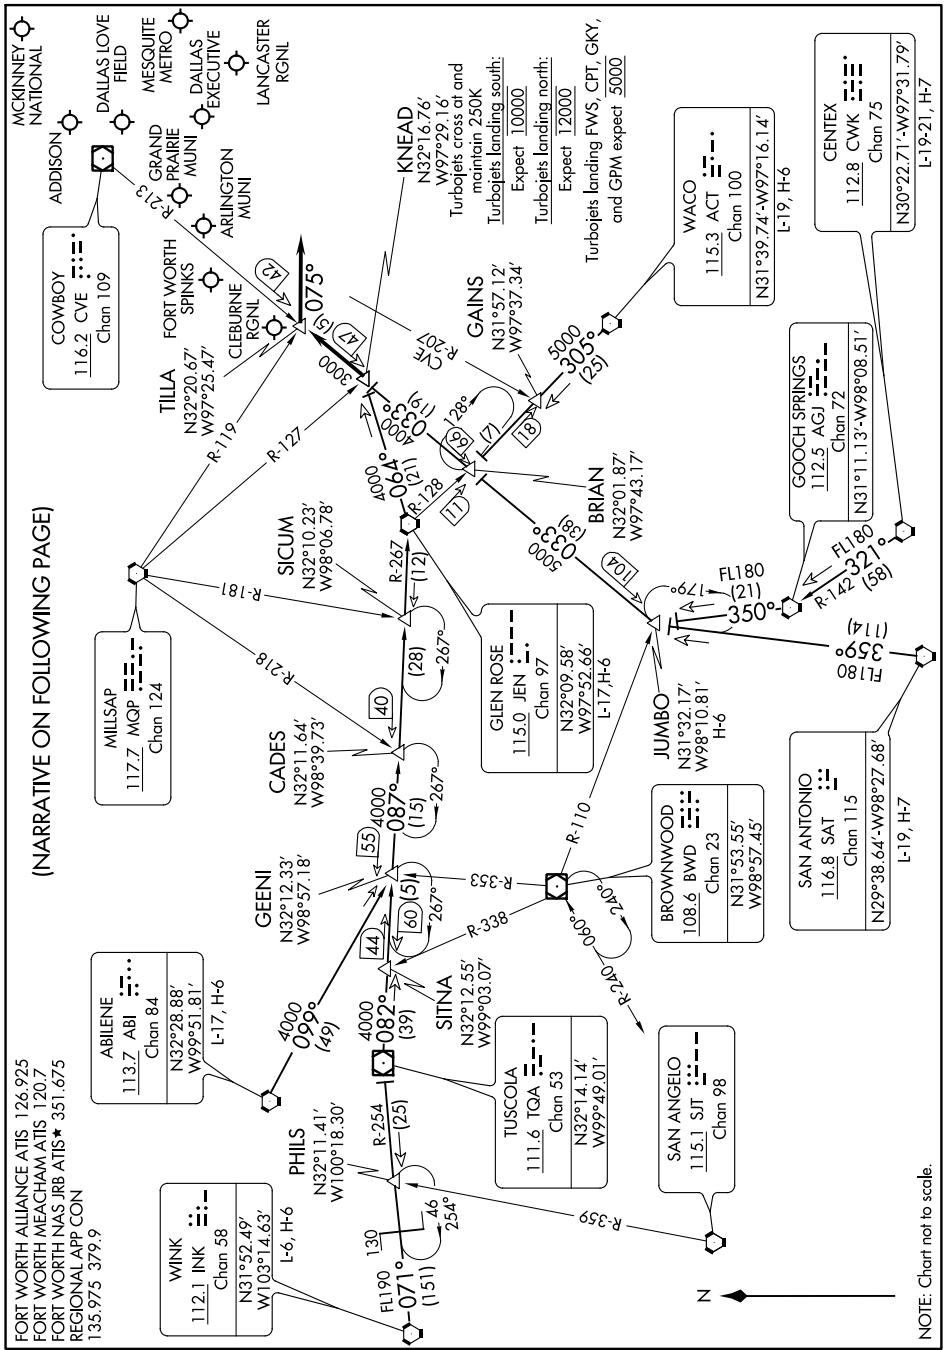 (NARRATIVE ON FOLLOWING PAGE)
FORT WORTH ALLIANCE ATIS 126.925
FORT WORTH MEACHAM ATIS 120.7
FORT WORTH NAS JRB ATIS★ 351.675
REGIONAL APP CON
135.975 379.9
ABILENE
113.7 ABI
Chan 84
N32°28.88'
W99°51.81'
L-17, H-6
MILLSAP
117.7 MQP
Chan 124
COWBOY
116.2 CVE
Chan 109
MCKINNEY
NATIONAL
ADDISON
DALLAS LOVE
FIELD
MESQUITE
METRO
DALLAS
EXECUTIVE
LANCASTER
RGNL
GRAND
PRAIRIE
MUNI
ARLINGTON
MUNI
FORT WORTH
SPINKS
CLEBURNE
RGNL
R-213
TILLA
N32°20.67'
W97°25.47'
42
075°
(5)
47
3000
R-119
R-127
KNEAD
N32°16.76'
W97°29.16'
Turbojets cross at and
maintain 250K
Turbojets landing south:
Expect 10000
Turbojets landing north:
Expect 12000
Turbojets landing FWS, CPT, GKY,
and GPM expect 5000
WINK
112.1 INK
Chan 58
N31°52.49'
W103°14.63'
L-6, H-6
FL190
071°
(151)
130
46
254°
PHILS
N32°11.41'
W100°18.30'
R-254
(25)
4000
082°
(39)
4000
099°
(49)
44
60
(5)
267°
SITNA
N32°12.55'
W99°03.07'
GEENI
N32°12.33'
W98°57.18'
55
4000
087°
(15)
267°
CADES
N32°11.64'
W98°39.73'
40
(28)
267°
SICUM
N32°10.23'
W98°06.78'
R-181
R-218
R-267
(12)
4000
064°
(21)
R-128
11
66
4000
033°
(19)
128°
(7)
18
CVE
R-207
GAINS
N31°57.12'
W97°37.34'
5000
305°
(25)
WACO
115.3 ACT
Chan 100
N31°39.74'-W97°16.14'
L-19, H-6
BRIAN
N32°01.87'
W97°43.17'
5000
033°
(38)
104
GLEN ROSE
115.0 JEN
Chan 97
N32°09.58'
W97°52.66'
L-17, H-6
TUSCOLA
111.6 TQA
Chan 53
N32°14.14'
W99°49.01'
R-353
R-338
R-110
060°
240°
R-240
BROWNWOOD
108.6 BWD
Chan 23
N31°53.55'
W98°57.45'
JUMBO
N31°32.17'
W98°10.81'
H-6
179°
FL180
(21)
350°
FL180
359°
(114)
R-142
FL180
321°
(58)
GOOCH SPRINGS
112.5 AGJ
Chan 72
N31°11.13'-W98°08.51'
CENTEX
112.8 CWK
Chan 75
N30°22.71'-W97°31.79'
L-19-21, H-7
SAN ANTONIO
116.8 SAT
Chan 115
N29°38.64'-W98°27.68'
L-19, H-7
SAN ANGELO
115.1 SJT
Chan 98
R-359
N
NOTE: Chart not to scale.